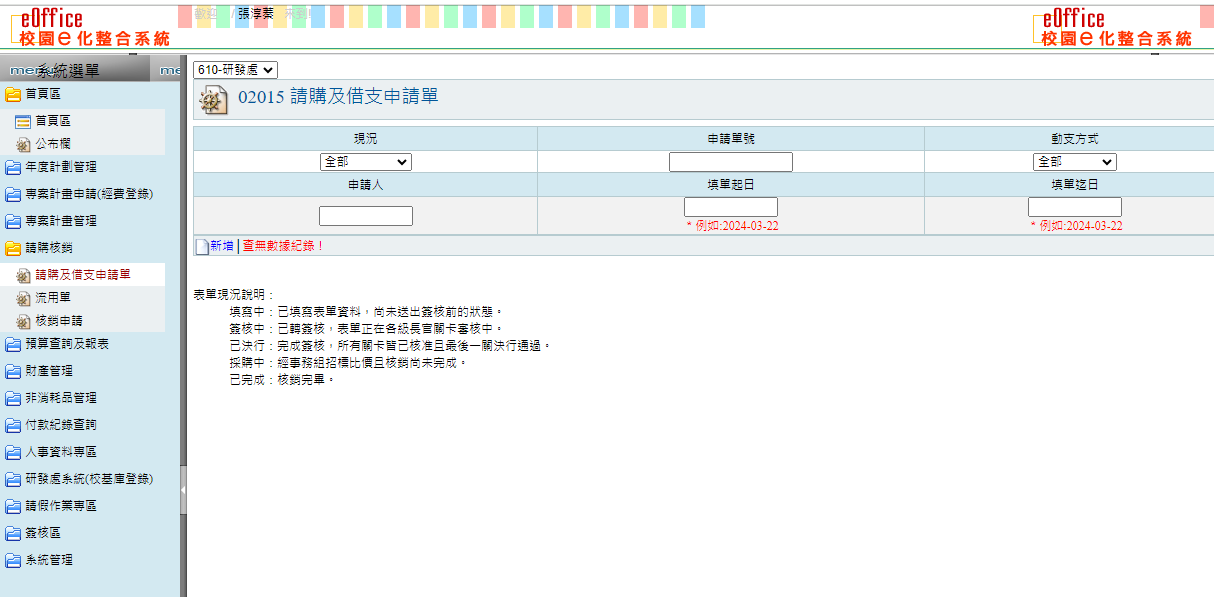 eOffice
校園e化整合系統
歡迎 / 張淳蓁 來到
eOffice
校園e化整合系統
系統選單
首頁區
首頁區
公布欄
年度計劃管理
專案計畫申請(經費登錄)
專案計畫管理
請購核銷
請購及借支申請單
流用單
核銷申請
預算查詢及報表
財產管理
非消耗品管理
付款紀錄查詢
人事資料專區
研發處系統(校基庫登錄)
請假作業專區
簽核區
系統管理
610-研發處
02015 請購及借支申請單
現況 申請單號 動支方式
全部 全部
申請人 填單起日 填單迄日
* 例如:2024-03-22 * 例如:2024-03-22
新增 | 查無數據紀錄！
表單現況說明：
填寫中：已填寫表單資料，尚未送出簽核前的狀態。
簽核中：已轉簽核，表單正在各級長官關卡審核中。
已決行：完成簽核，所有關卡皆已核准且最後一關決行通過。
採購中：經事務組招標比價且核銷尚未完成。
已完成：核銷完畢。